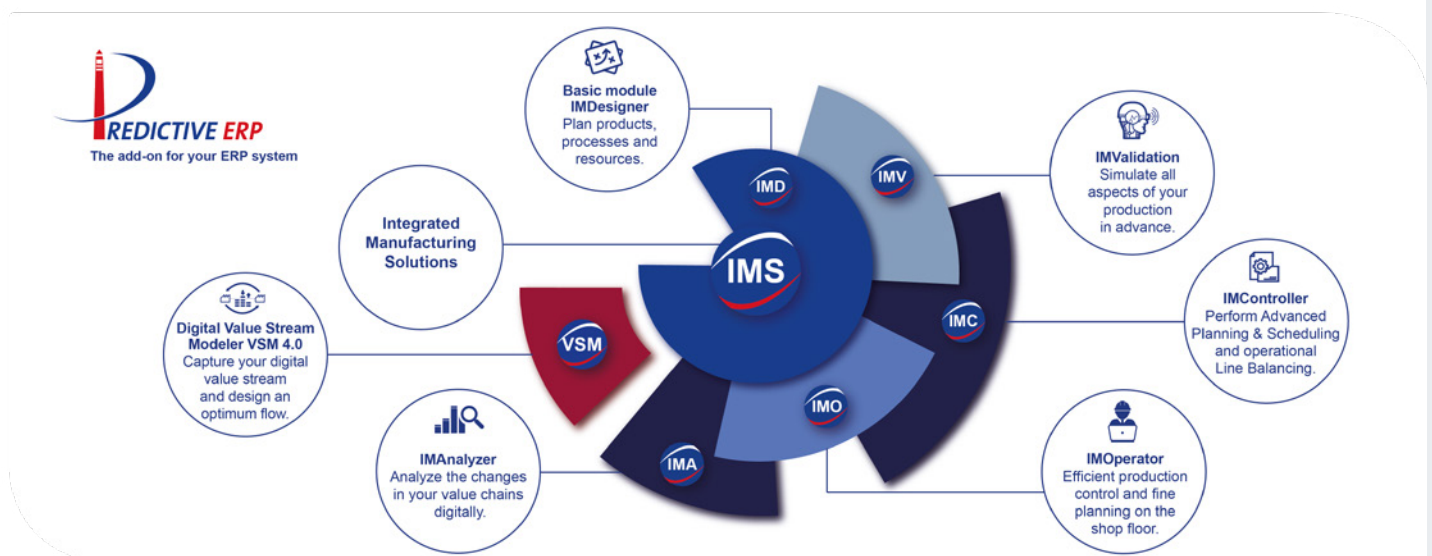 PREDICTIVE ERP
The add-on for your ERP system
Basic module
IMDesigner
Plan products,
processes and
resources.
Integrated
Manufacturing
Solutions
Digital Value Stream
Modeler VSM 4.0
Capture your digital
value stream
and design an
optimum flow.
IMAnalyzer
Analyze the changes
in your value chains
digitally.
IMD
IMV
IMS
IMC
VSM
IMO
IMA
IMValidation
Simulate all
aspects of your
production
in advance.
IMController
Perform Advanced
Planning & Scheduling
and operational
Line Balancing.
IMOperator
Efficient production
control and fine
planning on the
shop floor.